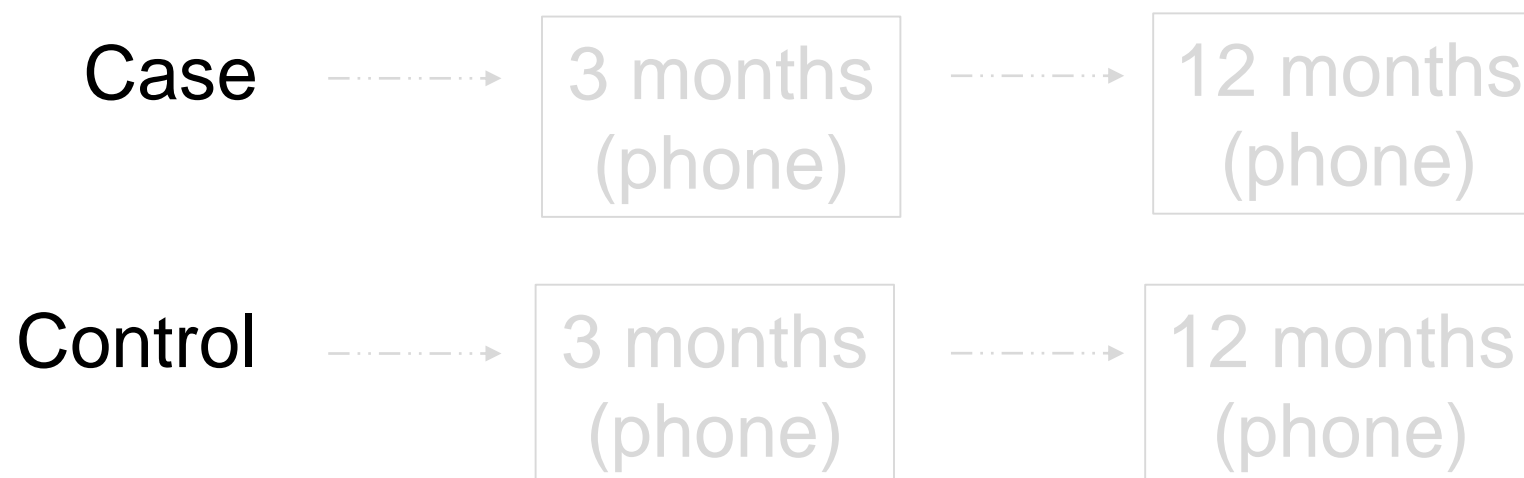 Case
3 months
(phone)
12 months
(phone)
Control
3 months
(phone)
12 months
(phone)